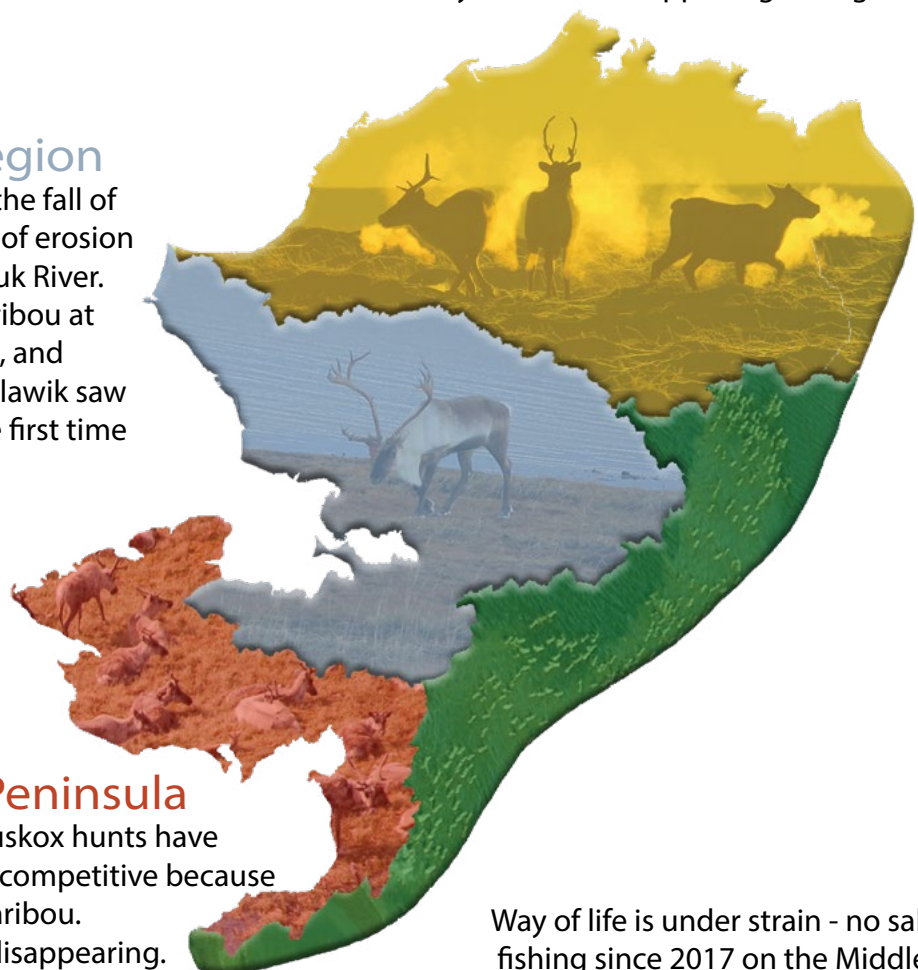 egion
the fall of
of erosion
uk River.
ribou at
, and
lawik saw
e first time
Peninsula
uskox hunts have
competitive because
aribou.
disappearing.
Way of life is under strain - no sal
fishing since 2017 on the Middle